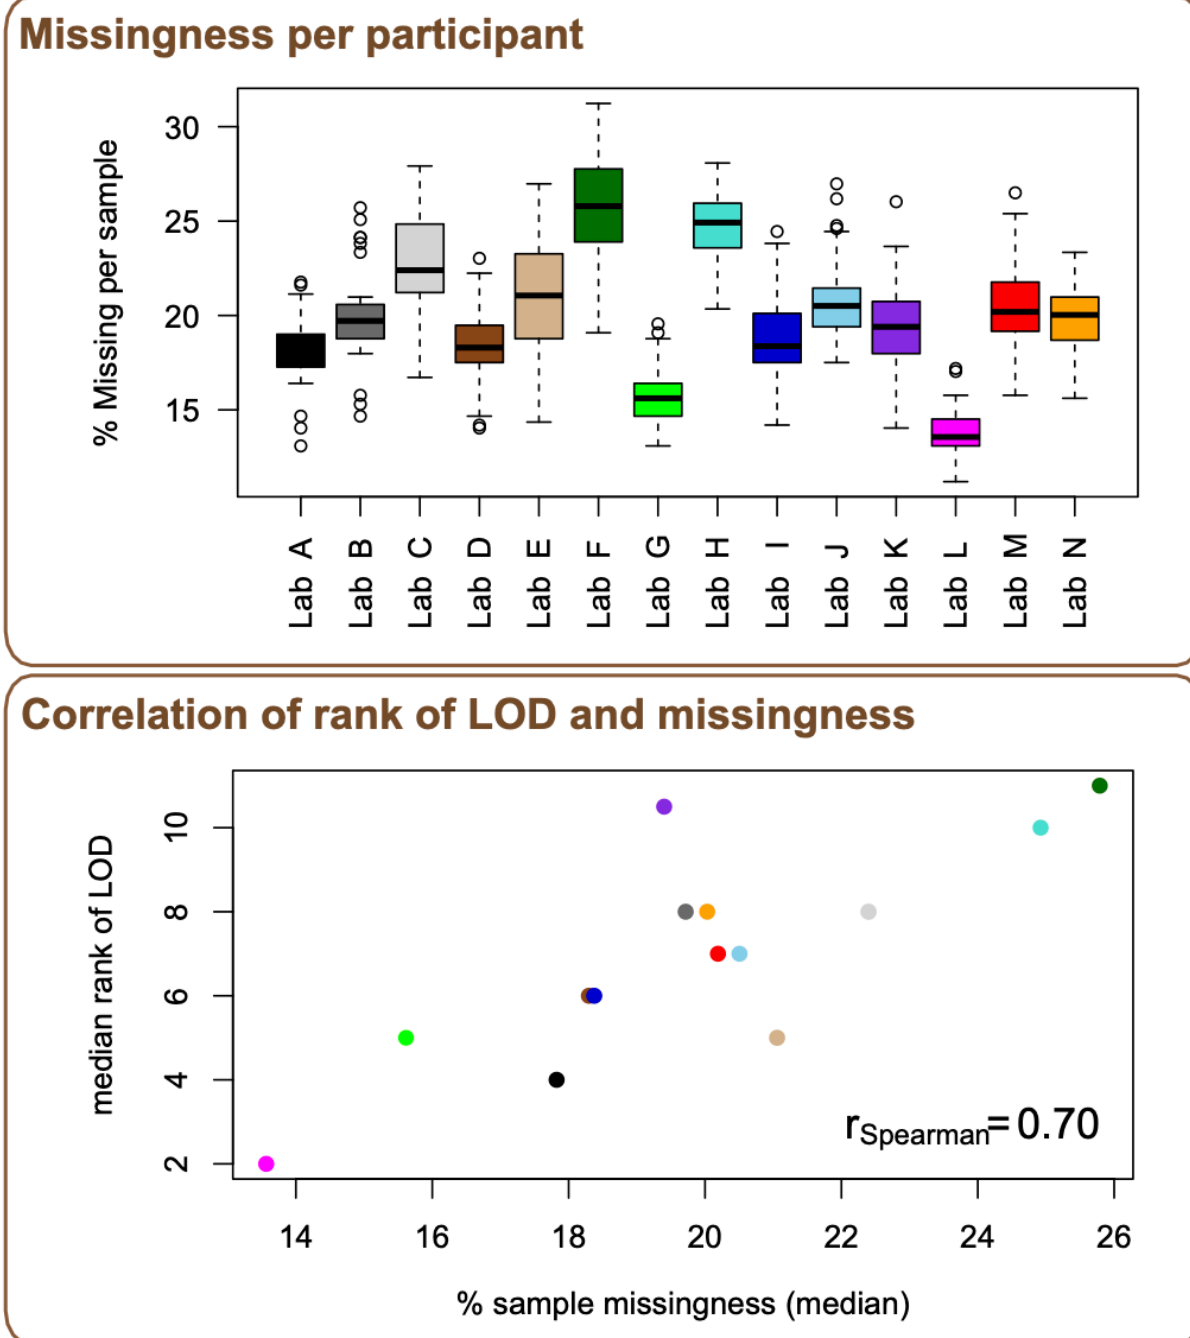 Missingness per participant
% Missing per sample
30
25
20
15
Lab A
Lab B
Lab C
Lab D
Lab E
Lab F
Lab G
Lab H
Lab I
Lab J
Lab K
Lab L
Lab M
Lab N
Correlation of rank of LOD and missingness
median rank of LOD
10
8
6
4
2
rSpearman=0.70
14 16 18 20 22 24 26
% sample missingness (median)